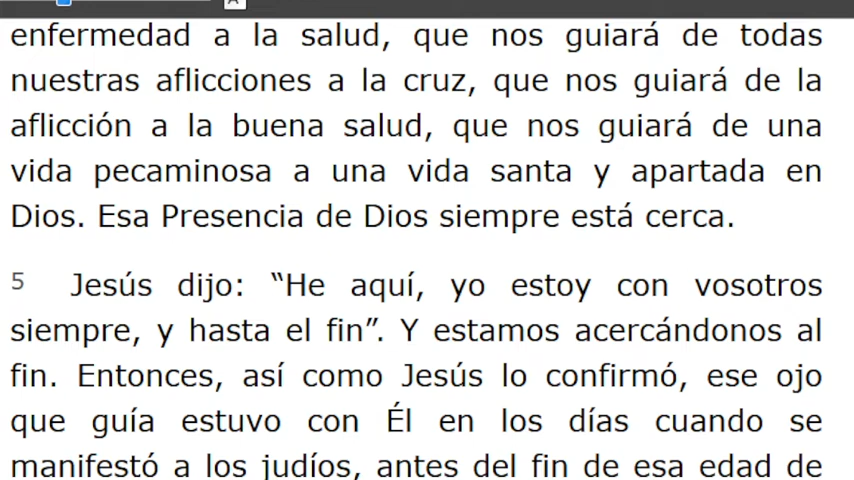 enfermedad a la salud, que nos guiará de todas
nuestras aflicciones a la cruz, que nos guiará de la
aflicción a la buena salud, que nos guiará de una
vida pecaminosa a una vida santa y apartada en
Dios. Esa Presencia de Dios siempre está cerca.
5 Jesús dijo: “He aquí, yo estoy con vosotros
siempre, y hasta el fin”. Y estamos acercándonos al
fin. Entonces, así como Jesús lo confirmó, ese ojo
que guía estuvo con Él en los días cuando se
manifestó a los judíos, antes del fin de esa edad de